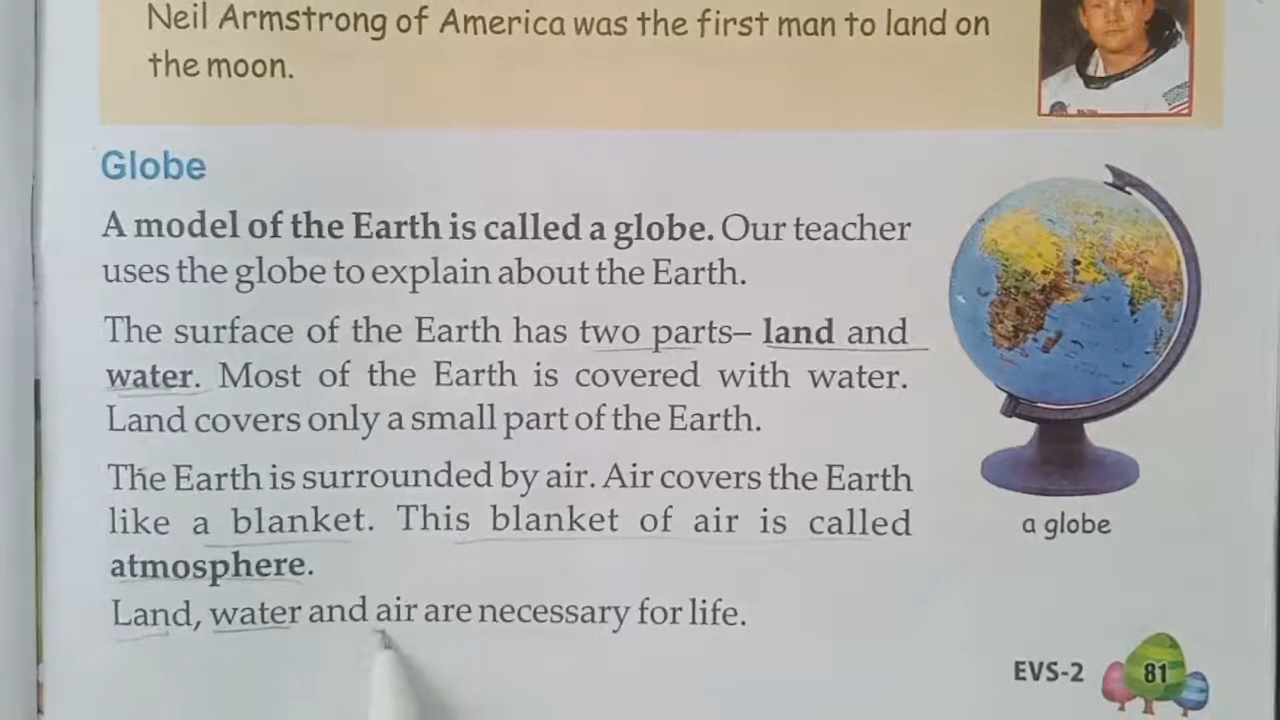 Neil Armstrong of America was the first man to land on
the moon.
Globe
A model of the Earth is called a globe. Our teacher
uses the globe to explain about the Earth.
The surface of the Earth has two parts– land and
water. Most of the Earth is covered with water.
Land covers only a small part of the Earth.
The Earth is surrounded by air. Air covers the Earth
like a blanket. This blanket of air is called
atmosphere.
Land, water and air are necessary for life.
a globe
EVS-2 81